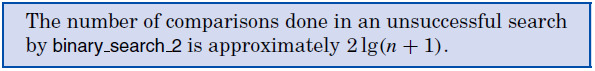 The number of comparisons done in an unsuccessful search
by binary_search_2 is approximately 2 lg(n + 1).